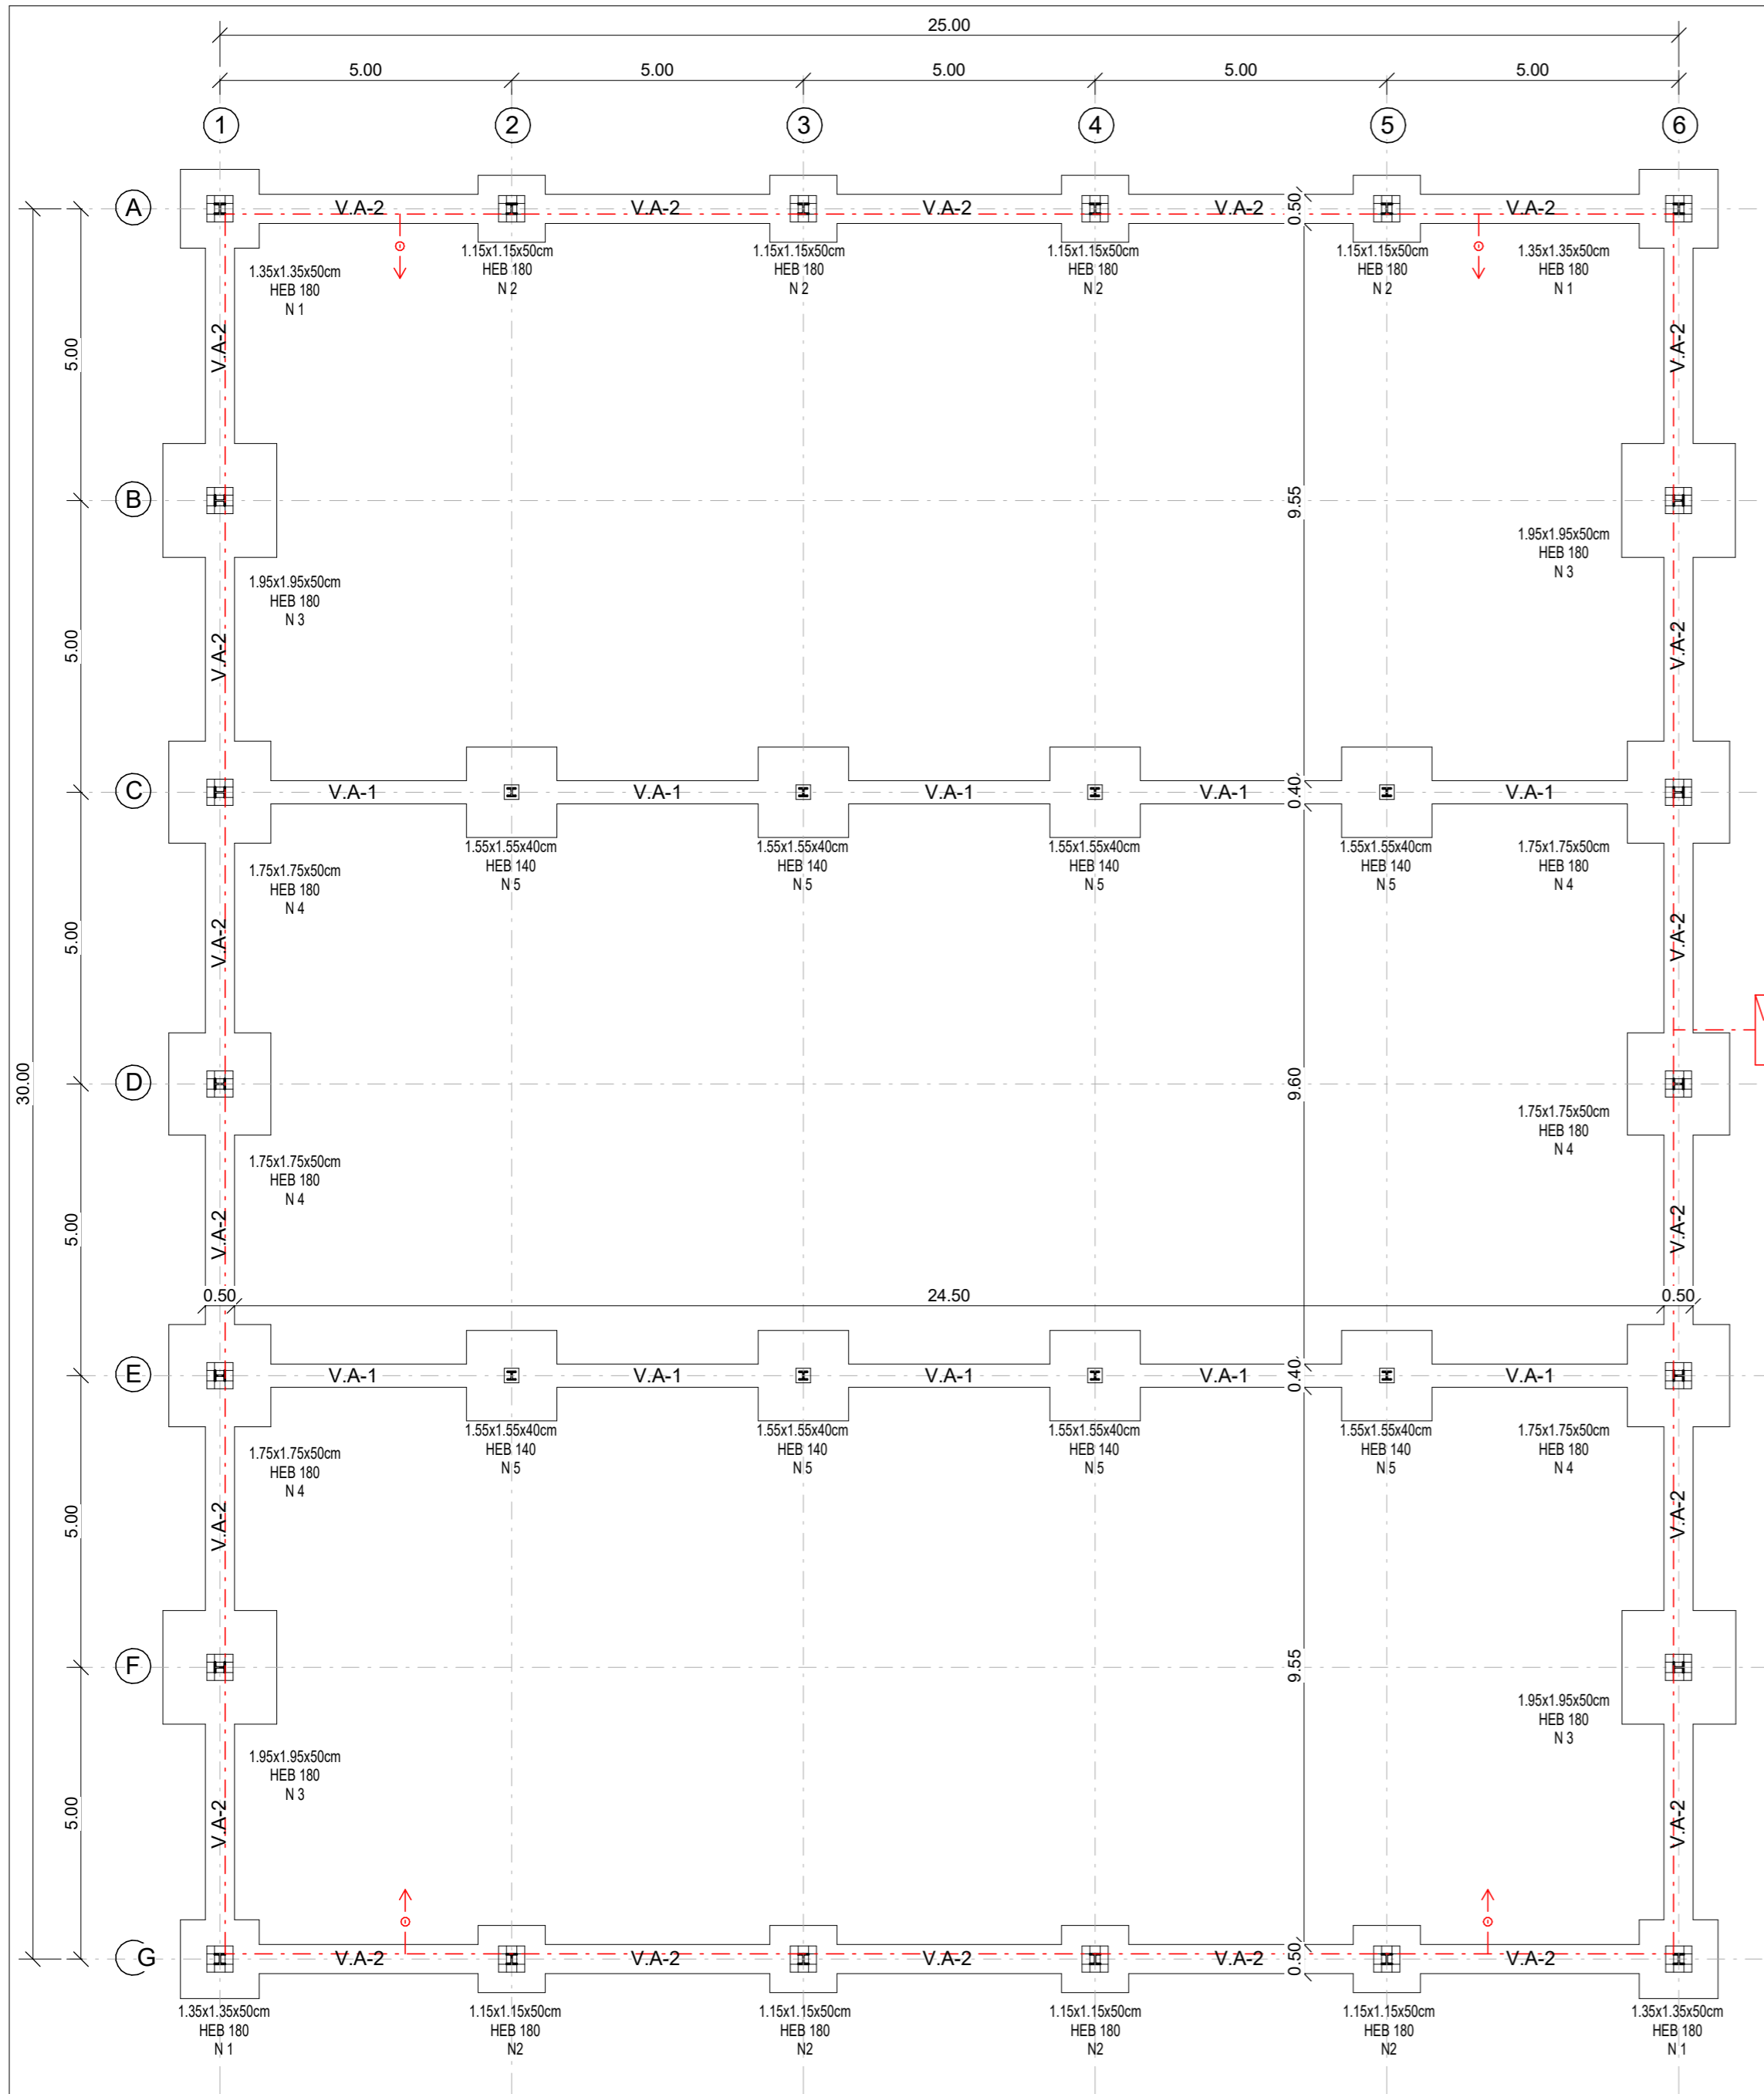 25.00
5.00 5.00 5.00 5.00 5.00
1 2 3 4 5 6
A V.A-2 V.A-2 V.A-2 V.A-2 0.50 V.A-2
1.35x1.35x50cm
HEB 180
N 1
1.15x1.15x50cm
HEB 180
N 2
1.15x1.15x50cm
HEB 180
N 2
1.15x1.15x50cm
HEB 180
N 2
1.15x1.15x50cm
HEB 180
N 2
1.35x1.35x50cm
HEB 180
N 1
5.00 V.A-2 V.A-2
B 9.55
1.95x1.95x50cm
HEB 180
N 3
1.95x1.95x50cm
HEB 180
N 3
5.00 V.A-2 V.A-2
C V.A-1 V.A-1 V.A-1 V.A-1 0.40 V.A-1
1.75x1.75x50cm
HEB 180
N 4
1.55x1.55x40cm
HEB 140
N 5
1.55x1.55x40cm
HEB 140
N 5
1.55x1.55x40cm
HEB 140
N 5
1.55x1.55x40cm
HEB 140
N 5
1.75x1.75x50cm
HEB 180
N 4
5.00 V.A-2 V.A-2
30.00
D 9.60
1.75x1.75x50cm
HEB 180
N 4
1.75x1.75x50cm
HEB 180
N 4
5.00 V.A-2 V.A-2
0.50 24.50 0.50
E V.A-1 V.A-1 V.A-1 V.A-1 0.40 V.A-1
1.75x1.75x50cm
HEB 180
N 4
1.55x1.55x40cm
HEB 140
N 5
1.55x1.55x40cm
HEB 140
N 5
1.55x1.55x40cm
HEB 140
N 5
1.55x1.55x40cm
HEB 140
N 5
1.75x1.75x50cm
HEB 180
N 4
5.00 V.A-2 V.A-2
F 9.55
1.95x1.95x50cm
HEB 180
N 3
1.95x1.95x50cm
HEB 180
N 3
5.00 V.A-2 V.A-2
G V.A-2 V.A-2 V.A-2 V.A-2 0.50 V.A-2
1.35x1.35x50cm
HEB 180
N 1
1.15x1.15x50cm
HEB 180
N2
1.15x1.15x50cm
HEB 180
N2
1.15x1.15x50cm
HEB 180
N2
1.15x1.15x50cm
HEB 180
N2
1.35x1.35x50cm
HEB 180
N 1